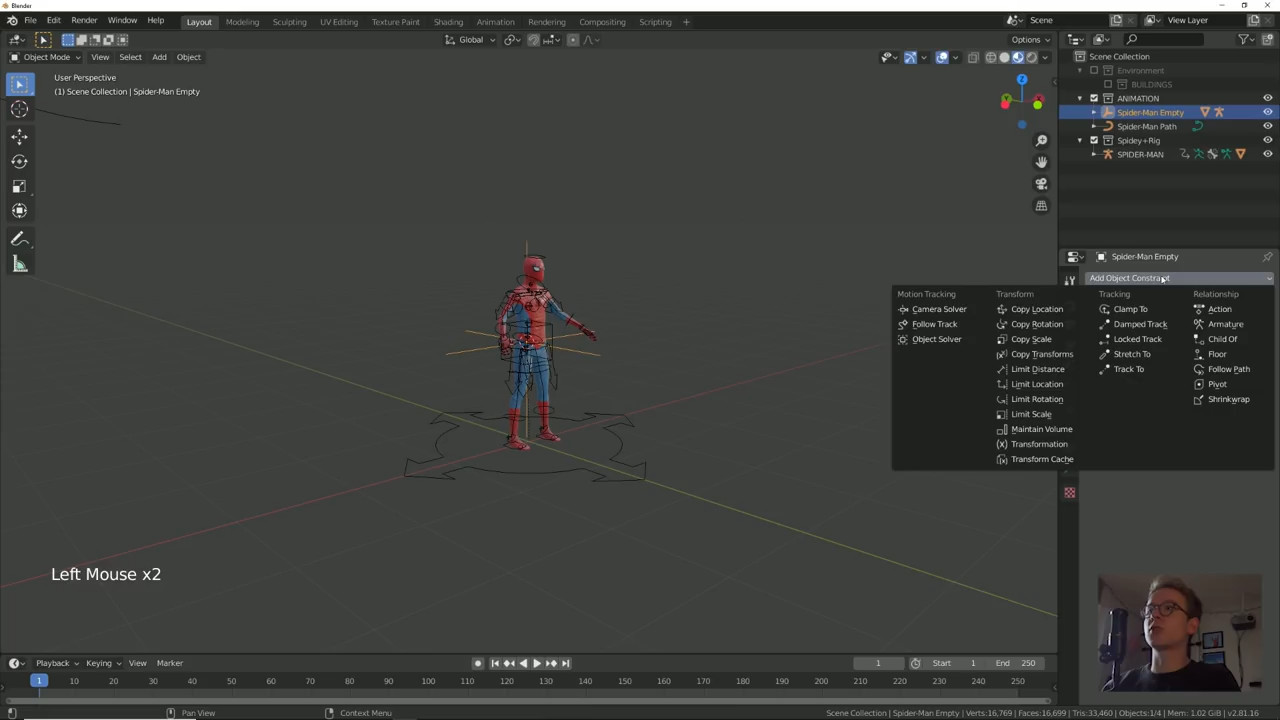 Blender
File Edit Render Window Help
Layout Modeling Sculpting UV Editing Texture Paint Shading Animation Rendering Compositing Scripting +
Scene
View Layer
Global
Options
Object Mode View Select Add Object
User Perspective
(1) Scene Collection | Spider-Man Empty
Z
Scene Collection
Environment
BUILDINGS
ANIMATION
Spider-Man Empty
Spider-Man Path
Spidey+Rig
SPIDER-MAN
Spider-Man Empty
Add Object Constraint
Motion Tracking Transform Tracking Relationship
Camera Solver Copy Location Clamp To Action
Follow Track Copy Rotation Damped Track Armature
Object Solver Copy Scale Locked Track Child Of
Copy Transforms Stretch To Floor
Limit Distance Track To Follow Path
Limit Location Pivot
Limit Rotation Shrinkwrap
Limit Scale
Maintain Volume
Transformation
Transform Cache
Left Mouse x2
Playback Keying View Marker
1 Start 1 End 250
1 10 20 30 40 50 60 70 80 90 100 110 120 130 140 150 160 170 180 190 200 210 220 230 240 250
Pan View
Context Menu
Scene Collection | Spider-Man Empty | Verts:16,769 | Faces:16,699 | Tris:33,460 | Objects:1/4 | Mem: 1.02 GiB | v2.81.16